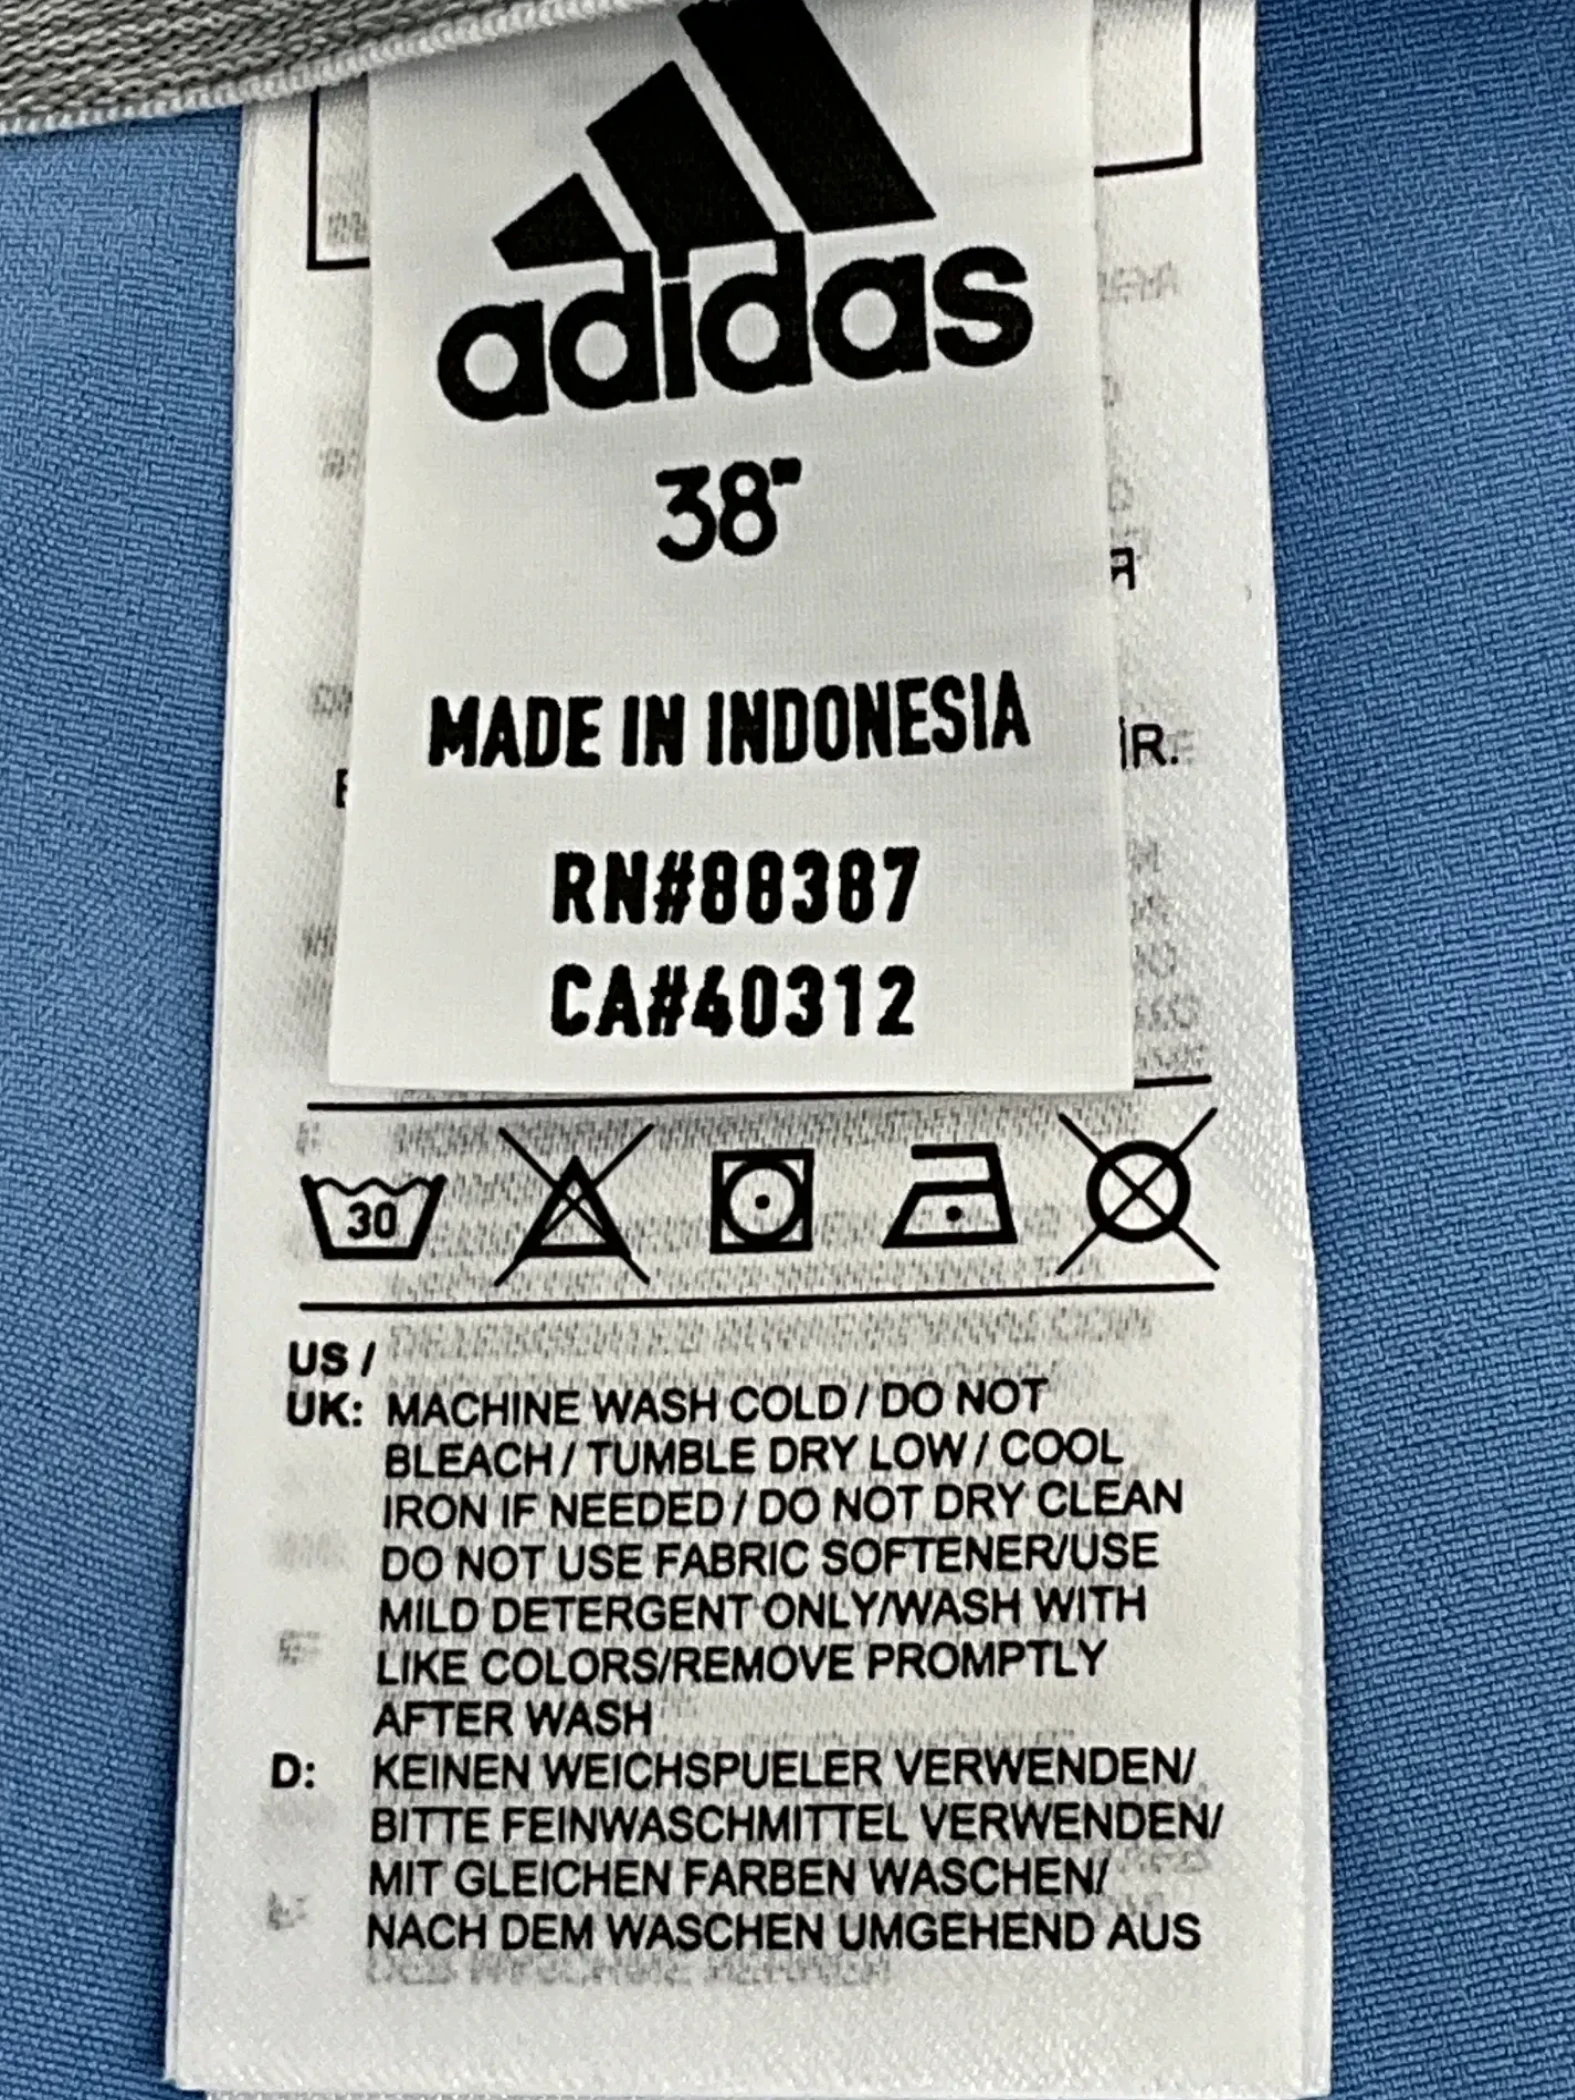 adidas
38"
MADE IN INDONESIA
İR.
RN#88387
CA#40312
30
US /
UK: MACHINE WASH COLD / DO NOT
BLEACH / TUMBLE DRY LOW / COOL
IRON IF NEEDED / DO NOT DRY CLEAN
DO NOT USE FABRIC SOFTENER/USE
MILD DETERGENT ONLY/WASH WITH
LIKE COLORS/REMOVE PROMPTLY
AFTER WASH
D: KEINEN WEICHSPUELER VERWENDEN/
BITTE FEINWASCHMITTEL VERWENDEN/
MIT GLEICHEN FARBEN WASCHEN/
NACH DEM WASCHEN UMGEHEND AUS